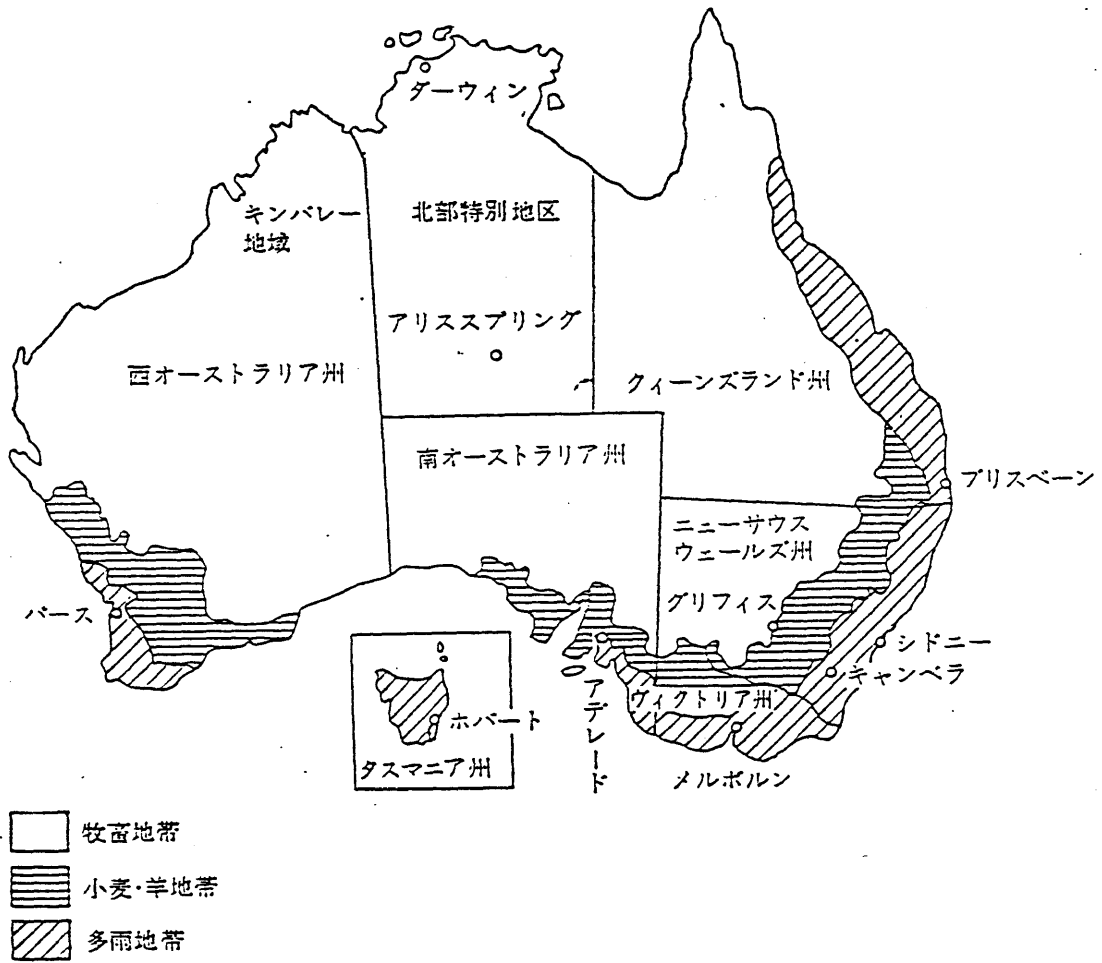 ダーウィン
キンバレー
地域
北部特別地区
アリススプリング
西オーストラリア州
クィーンズランド州
南オーストラリア州
ブリスベーン
ニューサウス
ウェールズ州
グリフィス
パース
シドニー
キャンベラ
アデレード
ヴィクトリア州
ホバート
タスマニア州
メルボルン
牧畜地帯
小麦・羊地帯
多雨地帯